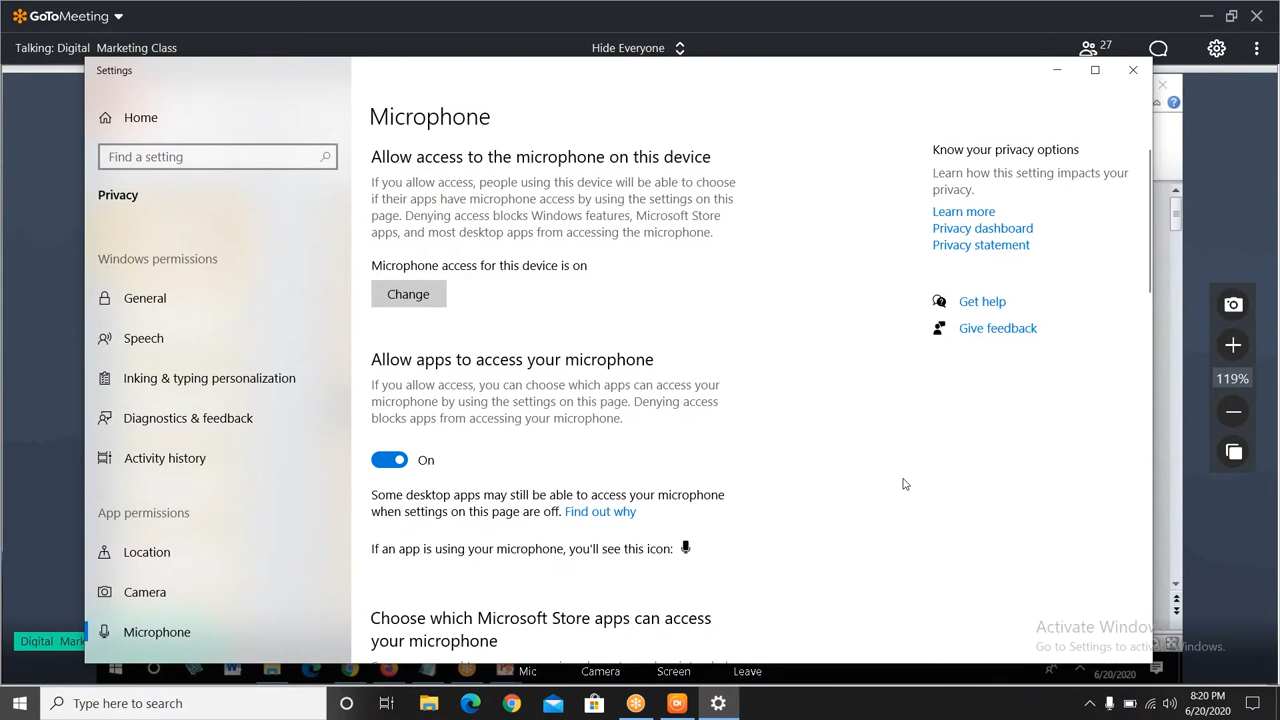 GoToMeeting
Talking: Digital Marketing Class
Hide Everyone
27
Settings
Home
Find a setting
Privacy
Windows permissions
General
Speech
Inking & typing personalization
Diagnostics & feedback
Activity history
App permissions
Location
Camera
Microphone
Microphone
Allow access to the microphone on this device
If you allow access, people using this device will be able to choose
if their apps have microphone access by using the settings on this
page. Denying access blocks Windows features, Microsoft Store
apps, and most desktop apps from accessing the microphone.
Microphone access for this device is on
Change
Allow apps to access your microphone
If you allow access, you can choose which apps can access your
microphone by using the settings on this page. Denying access
blocks apps from accessing your microphone.
On
Some desktop apps may still be able to access your microphone
when settings on this page are off. Find out why
If an app is using your microphone, you'll see this icon:
Choose which Microsoft Store apps can access
your microphone
Know your privacy options
Learn how this setting impacts your
privacy.
Learn more
Privacy dashboard
Privacy statement
Get help
Give feedback
119%
Activate Windows
Go to Settings to activate Windows.
Digital Mark
Mic
Camera
Screen
Leave
6/20/2020
Type here to search
8:20 PM
6/20/2020